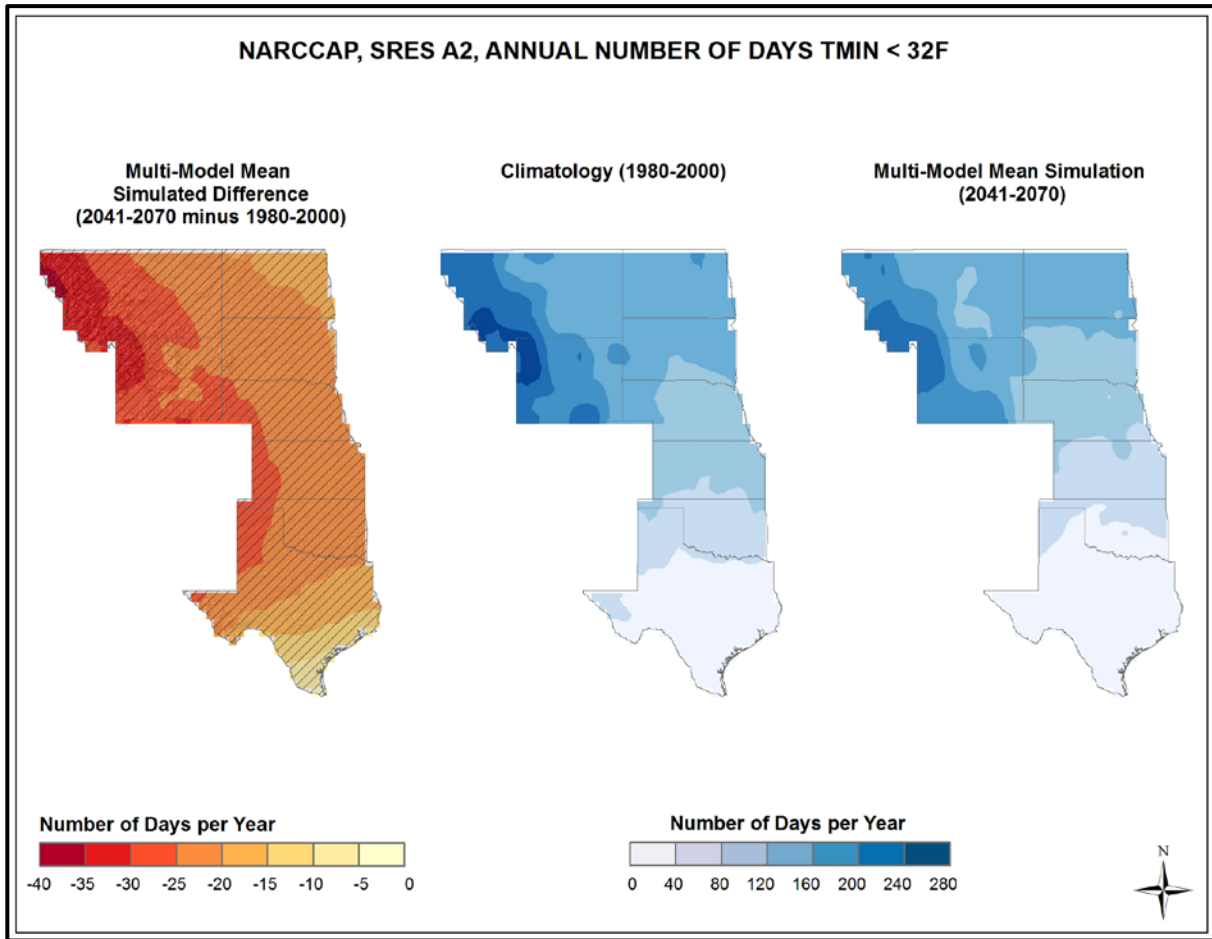 NARCCAP, SRES A2, ANNUAL NUMBER OF DAYS TMIN < 32F
Multi-Model Mean
Simulated Difference
(2041-2070 minus 1980-2000)
Climatology (1980-2000)
Multi-Model Mean Simulation
(2041-2070)
Number of Days per Year
-40 -35 -30 -25 -20 -15 -10 -5 0
Number of Days per Year
0 40 80 120 160 200 240 280
N